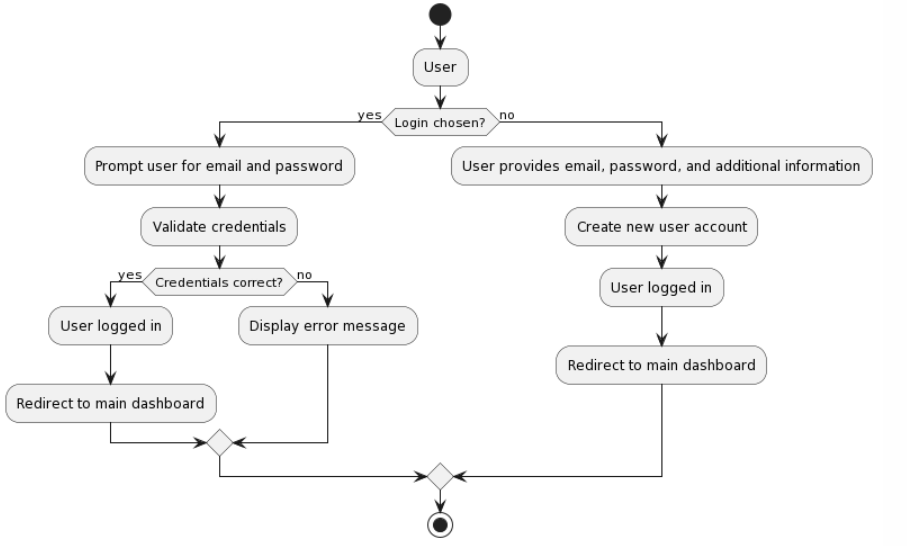 User
yes
Login chosen?
no
Prompt user for email and password
User provides email, password, and additional information
Validate credentials
Create new user account
yes
Credentials correct?
no
User logged in
User logged in
Display error message
Redirect to main dashboard
Redirect to main dashboard